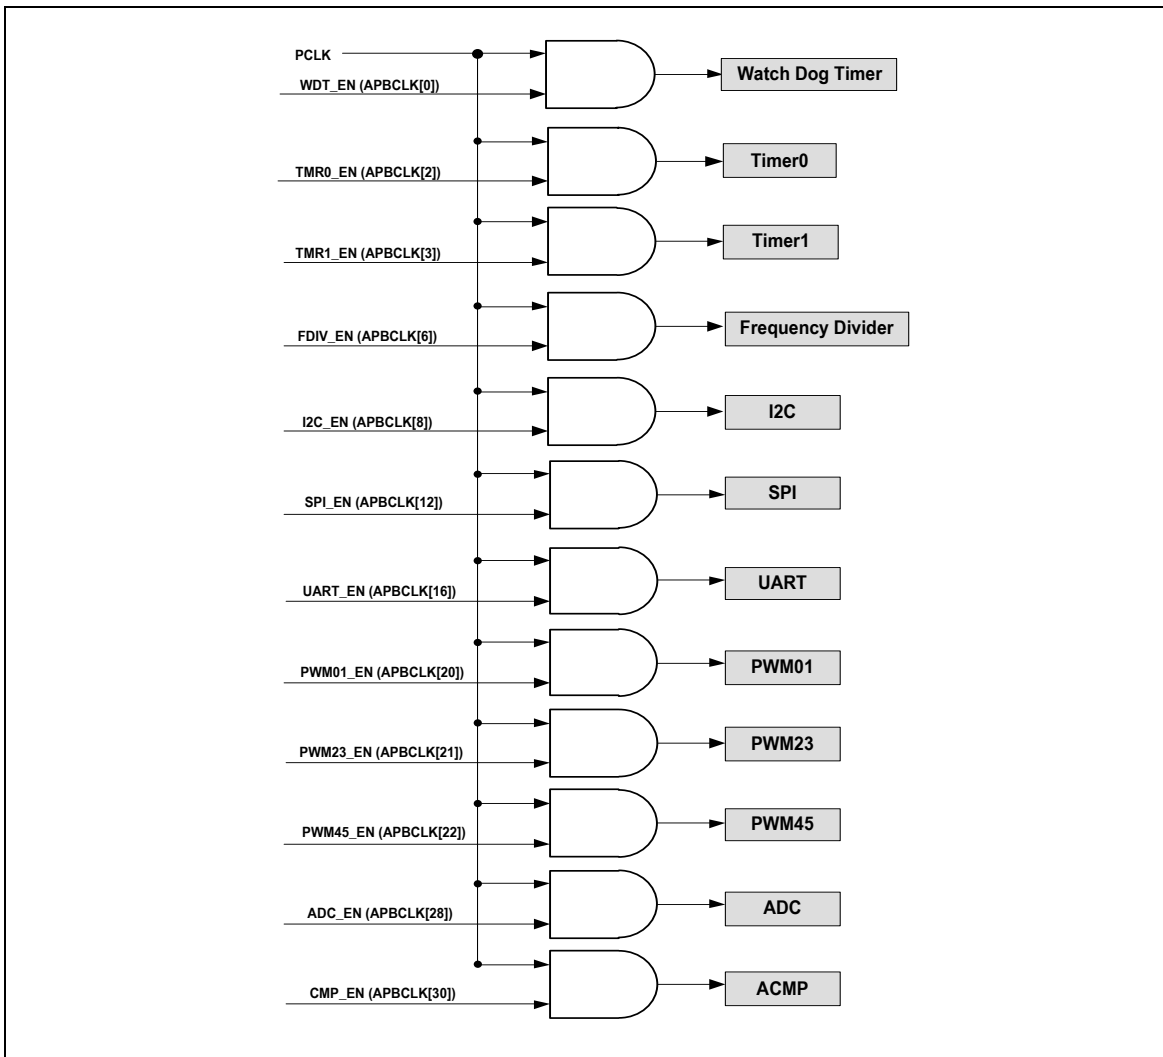 PCLK
WDT_EN (APBCLK[0])
Watch Dog Timer
TMR0_EN (APBCLK[2])
Timer0
TMR1_EN (APBCLK[3])
Timer1
FDIV_EN (APBCLK[6])
Frequency Divider
I2C_EN (APBCLK[8])
I2C
SPI_EN (APBCLK[12])
SPI
UART_EN (APBCLK[16])
UART
PWM01_EN (APBCLK[20])
PWM01
PWM23_EN (APBCLK[21])
PWM23
PWM45_EN (APBCLK[22])
PWM45
ADC_EN (APBCLK[28])
ADC
CMP_EN (APBCLK[30])
ACMP